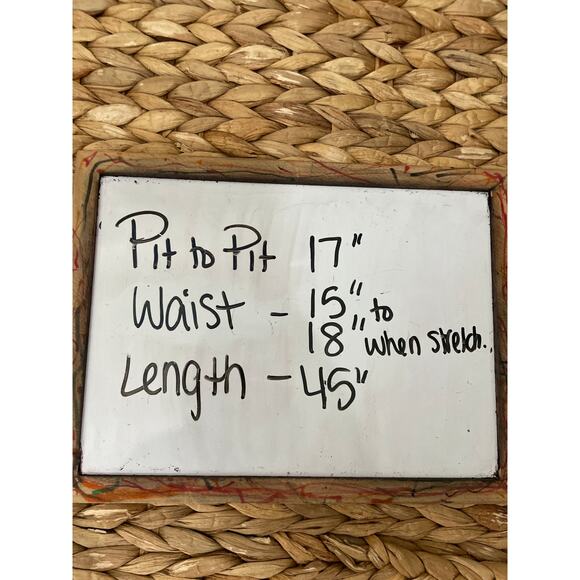 Pit to Pit 17"
Waist - 15" to
18" when stretch.
Length - 45"